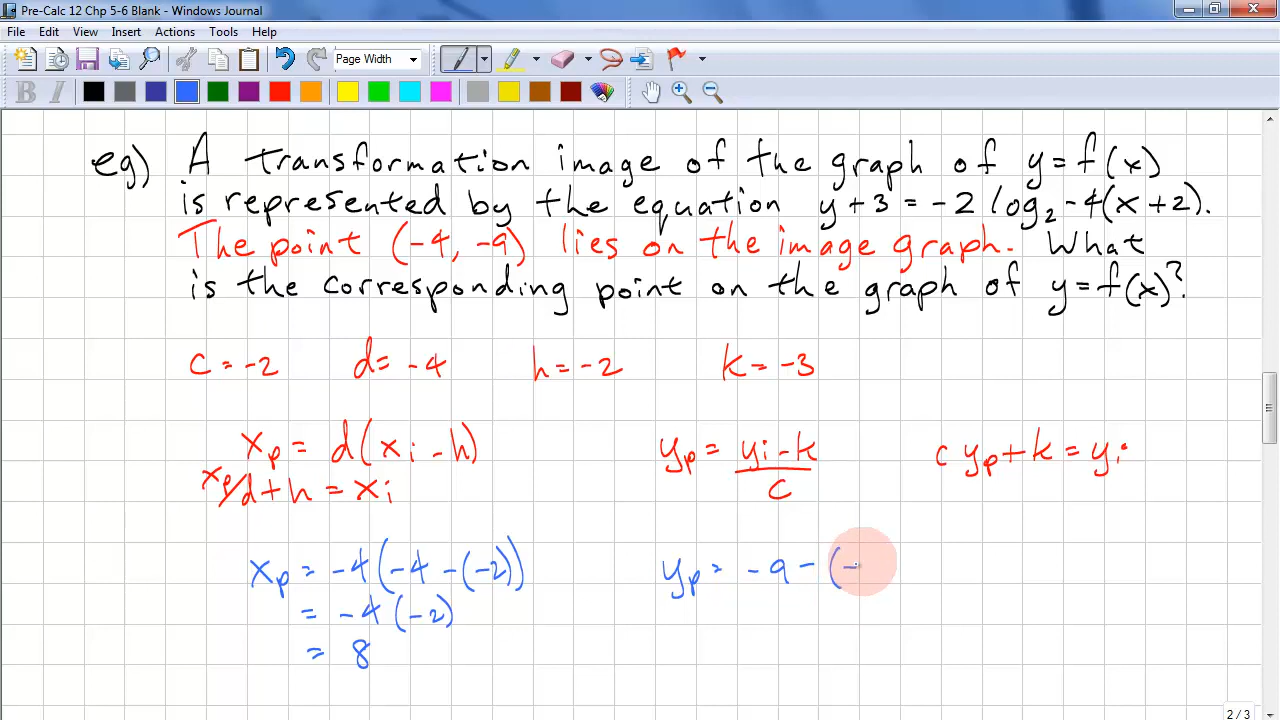 Pre-Calc 12 Chp 5-6 Blank - Windows Journal
File Edit View Insert Actions Tools Help
Page Width
B I
eg) A transformation image of the graph of y = f(x)
is represented by the equation y + 3 = -2 log₂ -4(x + 2).
The point (-4, -9) lies on the image graph. What
is the corresponding point on the graph of y = f(x)?
c = -2 d = -4 h = -2 k = -3
xₚ = d(xᵢ - h) yₚ = (yᵢ - k)/c c yₚ + k = yᵢ
xₚ/d + h = xᵢ
xₚ = -4(-4 - (-2)) yₚ = -9 - (-
= -4(-2)
= 8
2 / 3